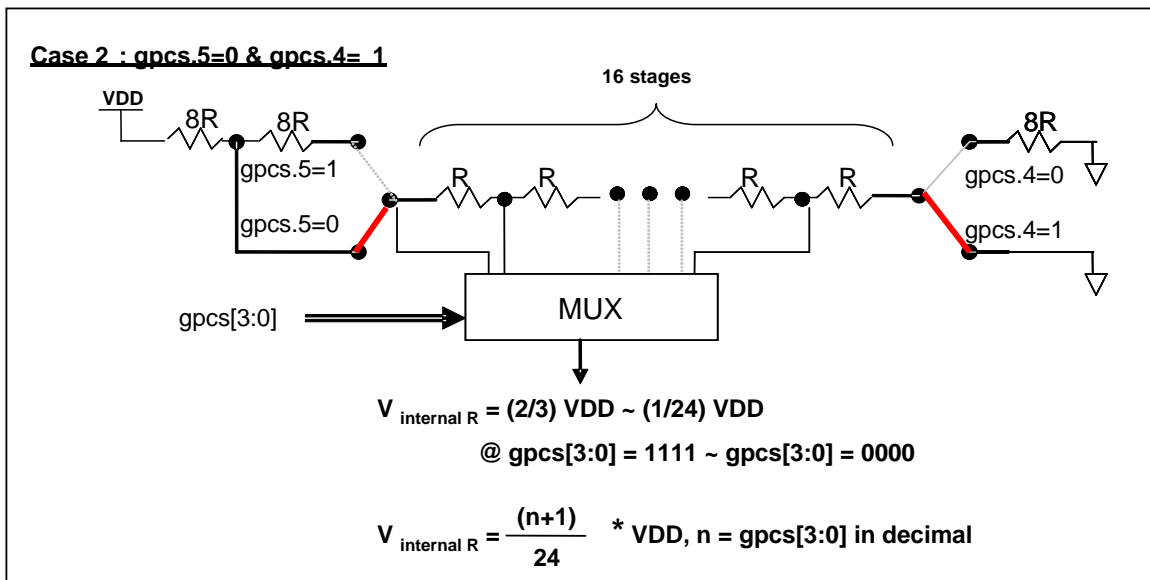 Case 2 : gpcs.5=0 & gpcs.4= 1
16 stages
VDD
8R
8R
8R
gpcs.5=1
R
R
R
R
gpcs.4=0
gpcs.5=0
gpcs.4=1
gpcs[3:0]
MUX
V internal R = (2/3) VDD ~ (1/24) VDD
@ gpcs[3:0] = 1111 ~ gpcs[3:0] = 0000
V internal R = (n+1) / 24 * VDD, n = gpcs[3:0] in decimal